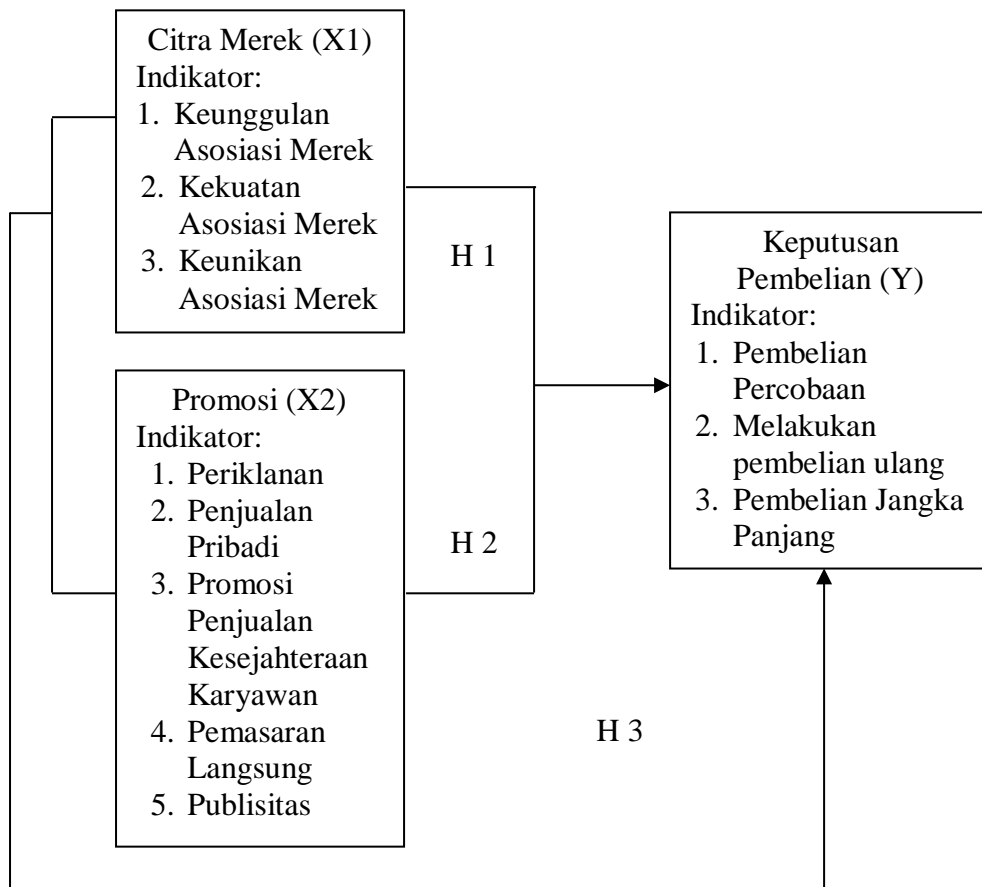 Citra Merek (X1)
Indikator:
1. Keunggulan
Asosiasi Merek
2. Kekuatan
Asosiasi Merek
3. Keunikan
Asosiasi Merek
H 1
Promosi (X2)
Indikator:
1. Periklanan
2. Penjualan
Pribadi
3. Promosi
Penjualan
Kesejahteraan
Karyawan
4. Pemasaran
Langsung
5. Publisitas
H 2
Keputusan
Pembelian (Y)
Indikator:
1. Pembelian
Percobaan
2. Melakukan
pembelian ulang
3. Pembelian Jangka
Panjang
H 3